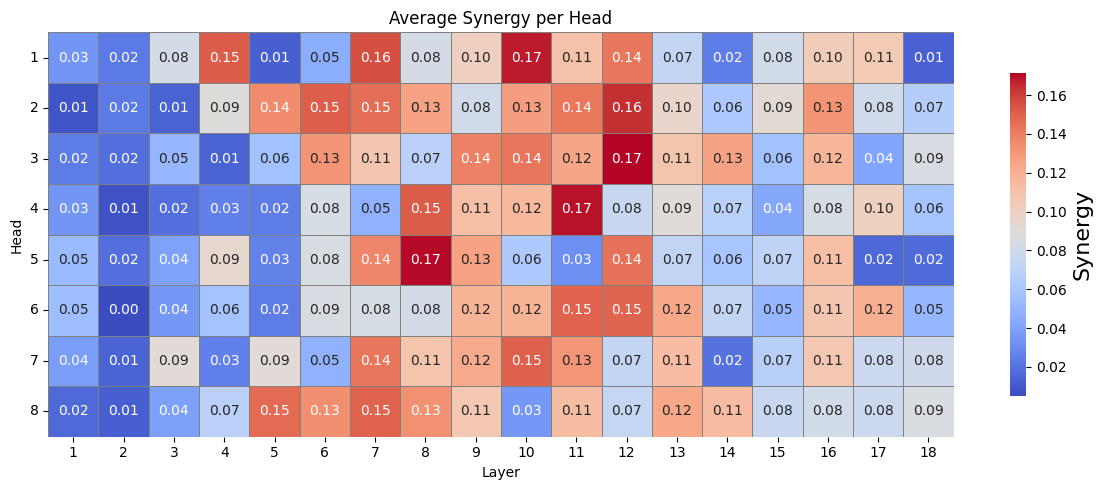 Average Synergy per Head
1 0.03 0.02 0.08 0.15 0.01 0.05 0.16 0.08 0.10 0.17 0.11 0.14 0.07 0.02 0.08 0.10 0.11 0.01
2 0.01 0.02 0.01 0.09 0.14 0.15 0.15 0.13 0.08 0.13 0.14 0.16 0.10 0.06 0.09 0.13 0.08 0.07
3 0.02 0.02 0.05 0.01 0.06 0.13 0.11 0.07 0.14 0.14 0.12 0.17 0.11 0.13 0.06 0.12 0.04 0.09
4 0.03 0.01 0.02 0.03 0.02 0.08 0.05 0.15 0.11 0.12 0.17 0.08 0.09 0.07 0.04 0.08 0.10 0.06
5 0.05 0.02 0.04 0.09 0.03 0.08 0.14 0.17 0.13 0.06 0.03 0.14 0.07 0.06 0.07 0.11 0.02 0.02
6 0.05 0.00 0.04 0.06 0.02 0.09 0.08 0.08 0.12 0.12 0.15 0.15 0.12 0.07 0.05 0.11 0.12 0.05
7 0.04 0.01 0.09 0.03 0.09 0.05 0.14 0.11 0.12 0.15 0.13 0.07 0.11 0.02 0.07 0.11 0.08 0.08
8 0.02 0.01 0.04 0.07 0.15 0.13 0.15 0.13 0.11 0.03 0.11 0.07 0.12 0.11 0.08 0.08 0.08 0.09
1 2 3 4 5 6 7 8 9 10 11 12 13 14 15 16 17 18
Layer
Head
0.16
0.14
0.12
0.10
0.08
0.06
0.04
0.02
Synergy